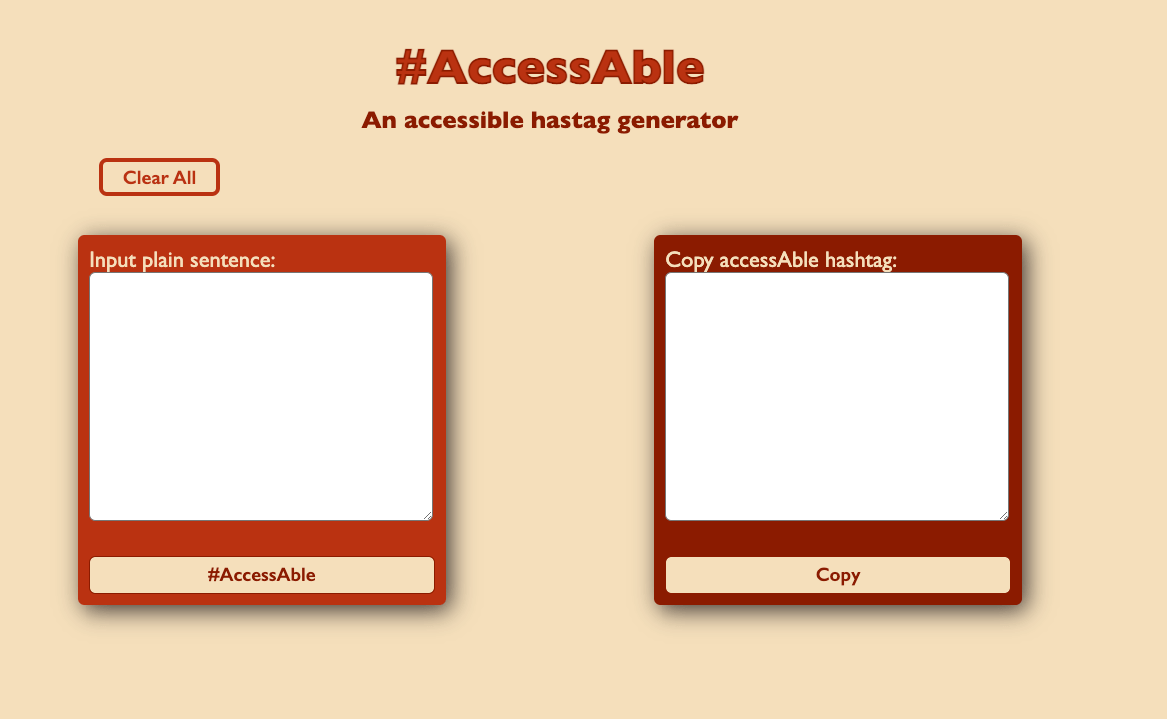 #AccessAble
An accessible hastag generator
Clear All
Input plain sentence:
#AccessAble
Copy accessAble hashtag:
Copy